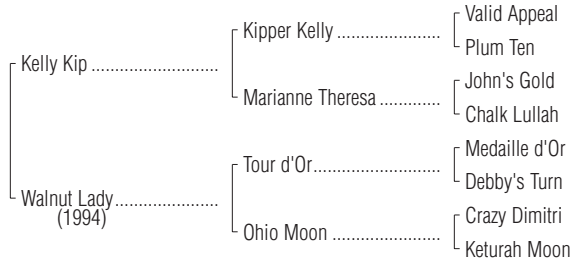 Valid Appeal
Kipper Kelly ....................
Plum Ten
Kelly Kip .........................
John's Gold
Marianne Theresa ............
Chalk Lullah
Medaille d'Or
Tour d'Or.........................
Debby's Turn
Walnut Lady....................
(1994)
Crazy Dimitri
Ohio Moon .....................
Keturah Moon